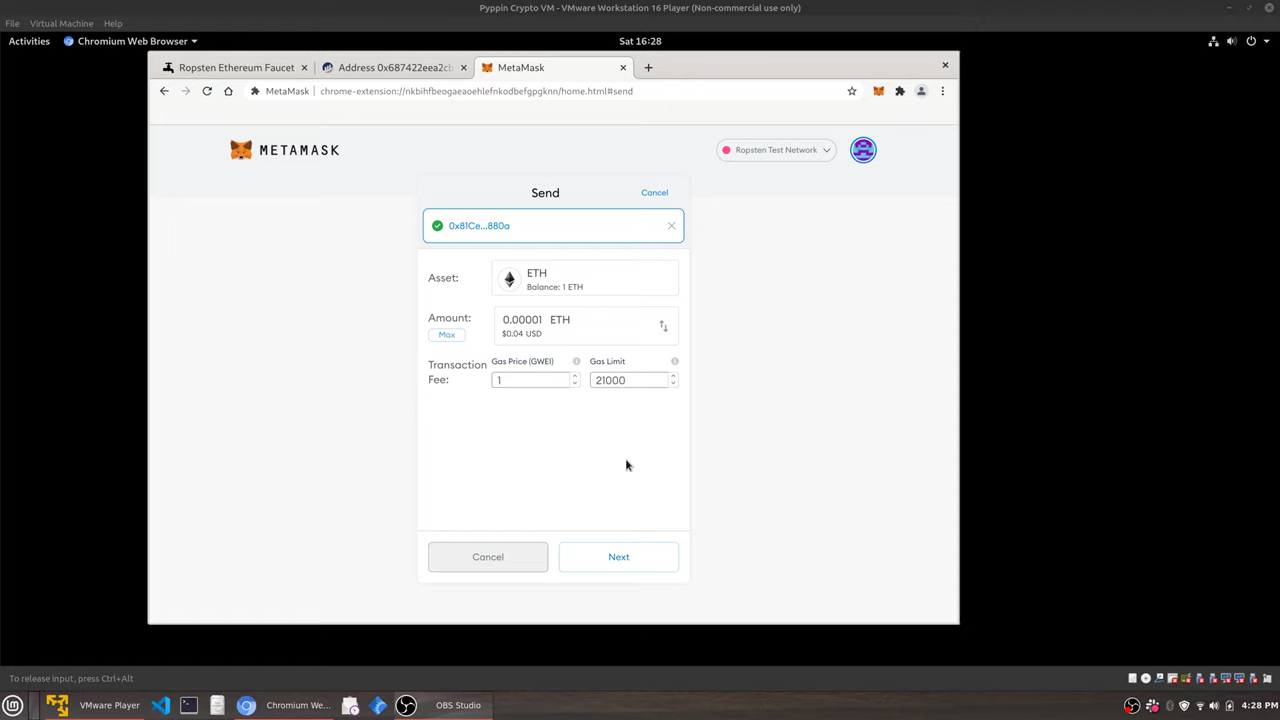 Pyppin Crypto VM - VMware Workstation 16 Player (Non-commercial use only)
File Virtual Machine Help
Activities Chromium Web Browser Sat 16:28
Ropsten Ethereum Faucet Address 0x687422eea2cb MetaMask
MetaMask chrome-extension://nkbihfbeogaeaoehlefnkodbefgpgknn/home.html#send
METAMASK Ropsten Test Network
Send Cancel
0x81Ce...880a
Asset: ETH
Balance: 1 ETH
Amount: 0.00001 ETH
Max $0.04 USD
Transaction Fee: Gas Price (GWEI) Gas Limit
1 21000
Cancel Next
To release input, press Ctrl+Alt
VMware Player Chromium We... OBS Studio 4:28 PM